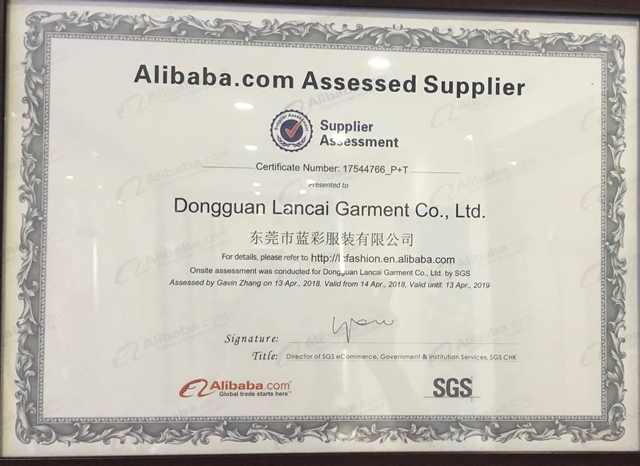 Alibaba.com Assessed Supplier
Supplier Assessment
Supplier
Assessment
Certificate Number: 17544766_P+T
Presented to
Dongguan Lancai Garment Co., Ltd.
东莞市蓝彩服装有限公司
For details, please refer to http://lcfashion.en.alibaba.com
Onsite assessment was conducted for Dongguan Lancai Garment Co., Ltd. by SGS
Assessed by Gavin Zhang on 13 Apr., 2018. Valid from 14 Apr., 2018, Valid until: 13 Apr., 2019
Signature:
Title: Director of SGS eCommerce, Government & Institution Services, SGS CHK
Alibaba.com®
Global trade starts here.™
SGS